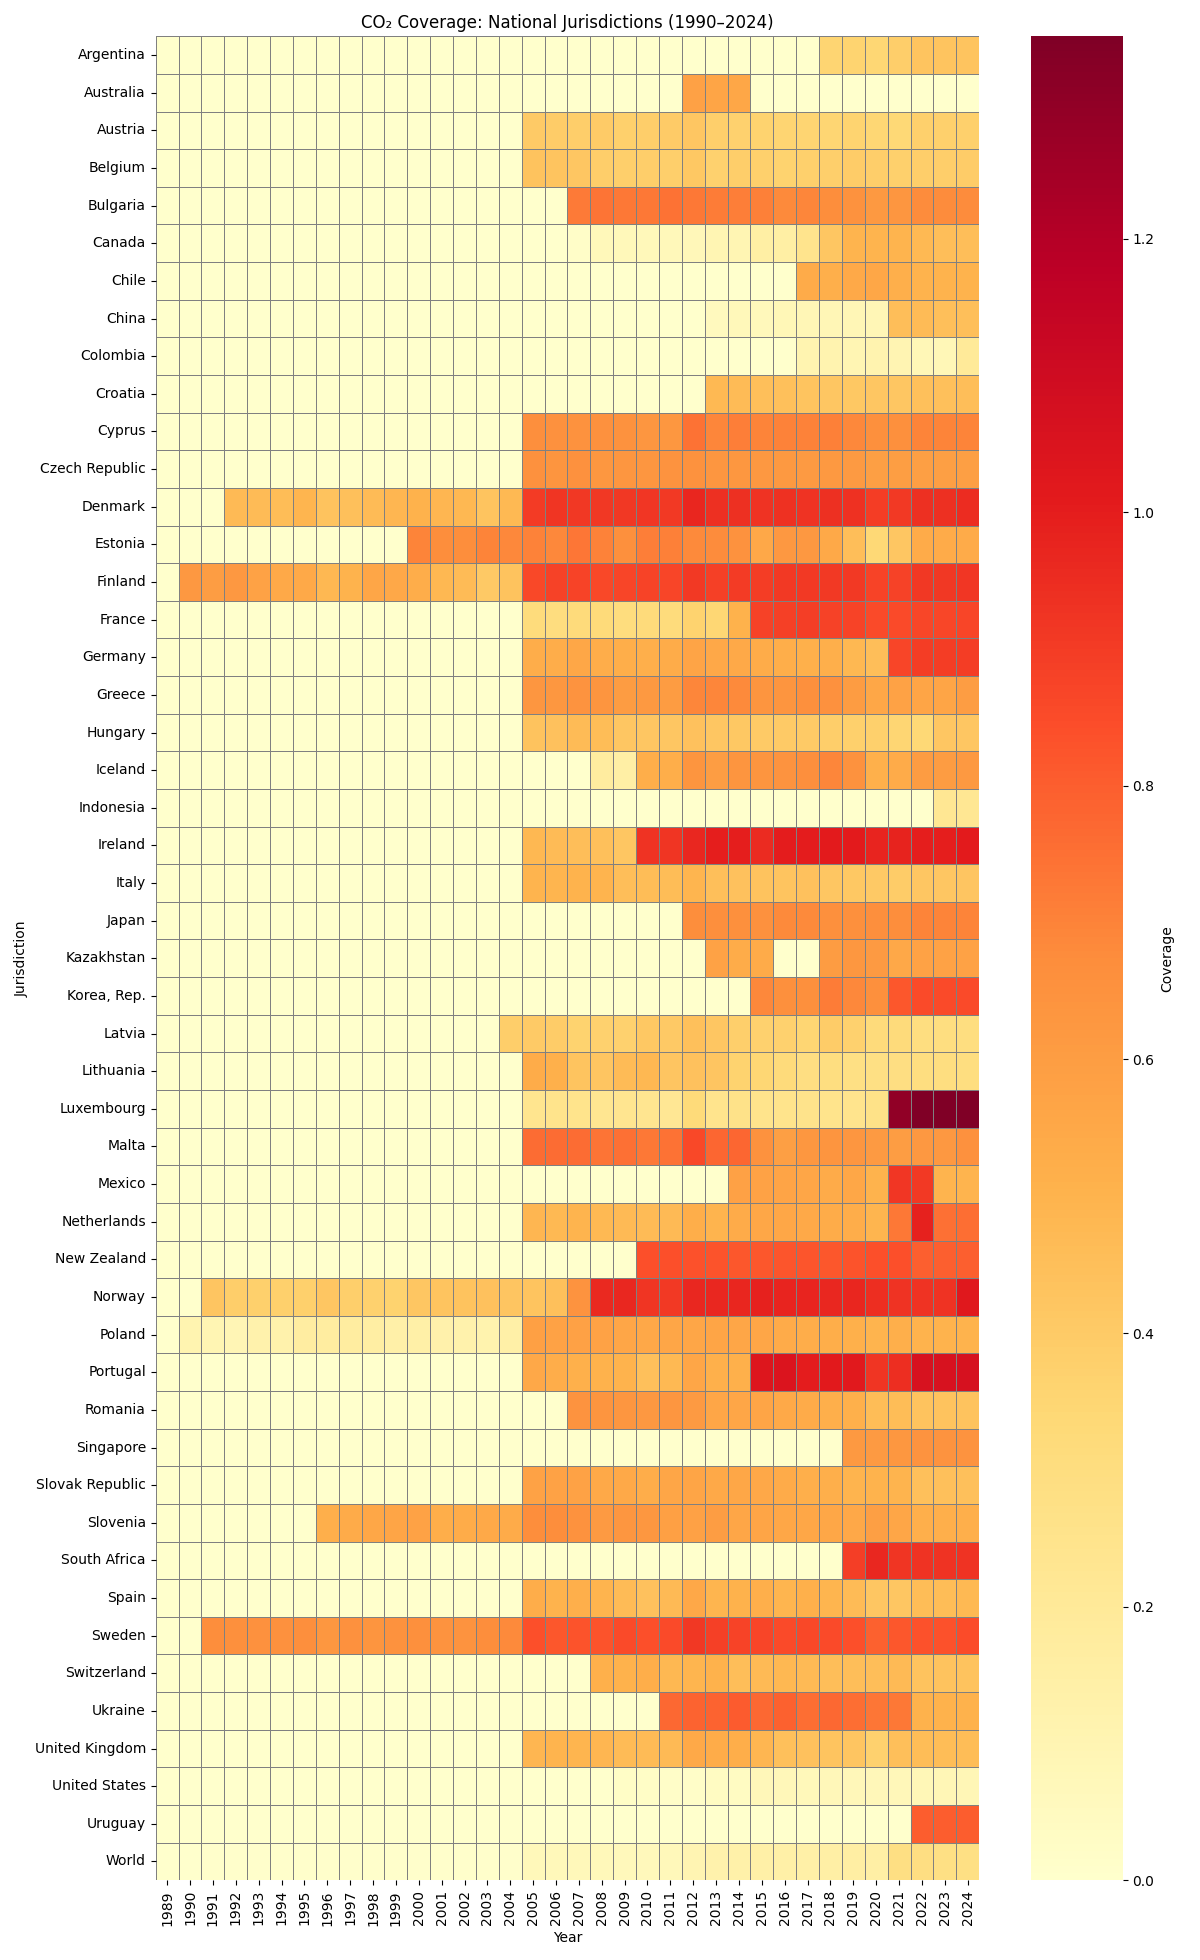 CO₂ Coverage: National Jurisdictions (1990–2024)
Jurisdiction
Argentina
Australia
Austria
Belgium
Bulgaria
Canada
Chile
China
Colombia
Croatia
Cyprus
Czech Republic
Denmark
Estonia
Finland
France
Germany
Greece
Hungary
Iceland
Indonesia
Ireland
Italy
Japan
Kazakhstan
Korea, Rep.
Latvia
Lithuania
Luxembourg
Malta
Mexico
Netherlands
New Zealand
Norway
Poland
Portugal
Romania
Singapore
Slovak Republic
Slovenia
South Africa
Spain
Sweden
Switzerland
Ukraine
United Kingdom
United States
Uruguay
World
1989 1990 1991 1992 1993 1994 1995 1996 1997 1998 1999 2000 2001 2002 2003 2004 2005 2006 2007 2008 2009 2010 2011 2012 2013 2014 2015 2016 2017 2018 2019 2020 2021 2022 2023 2024
Year
1.2
1.0
0.8
0.6
0.4
0.2
0.0
Coverage